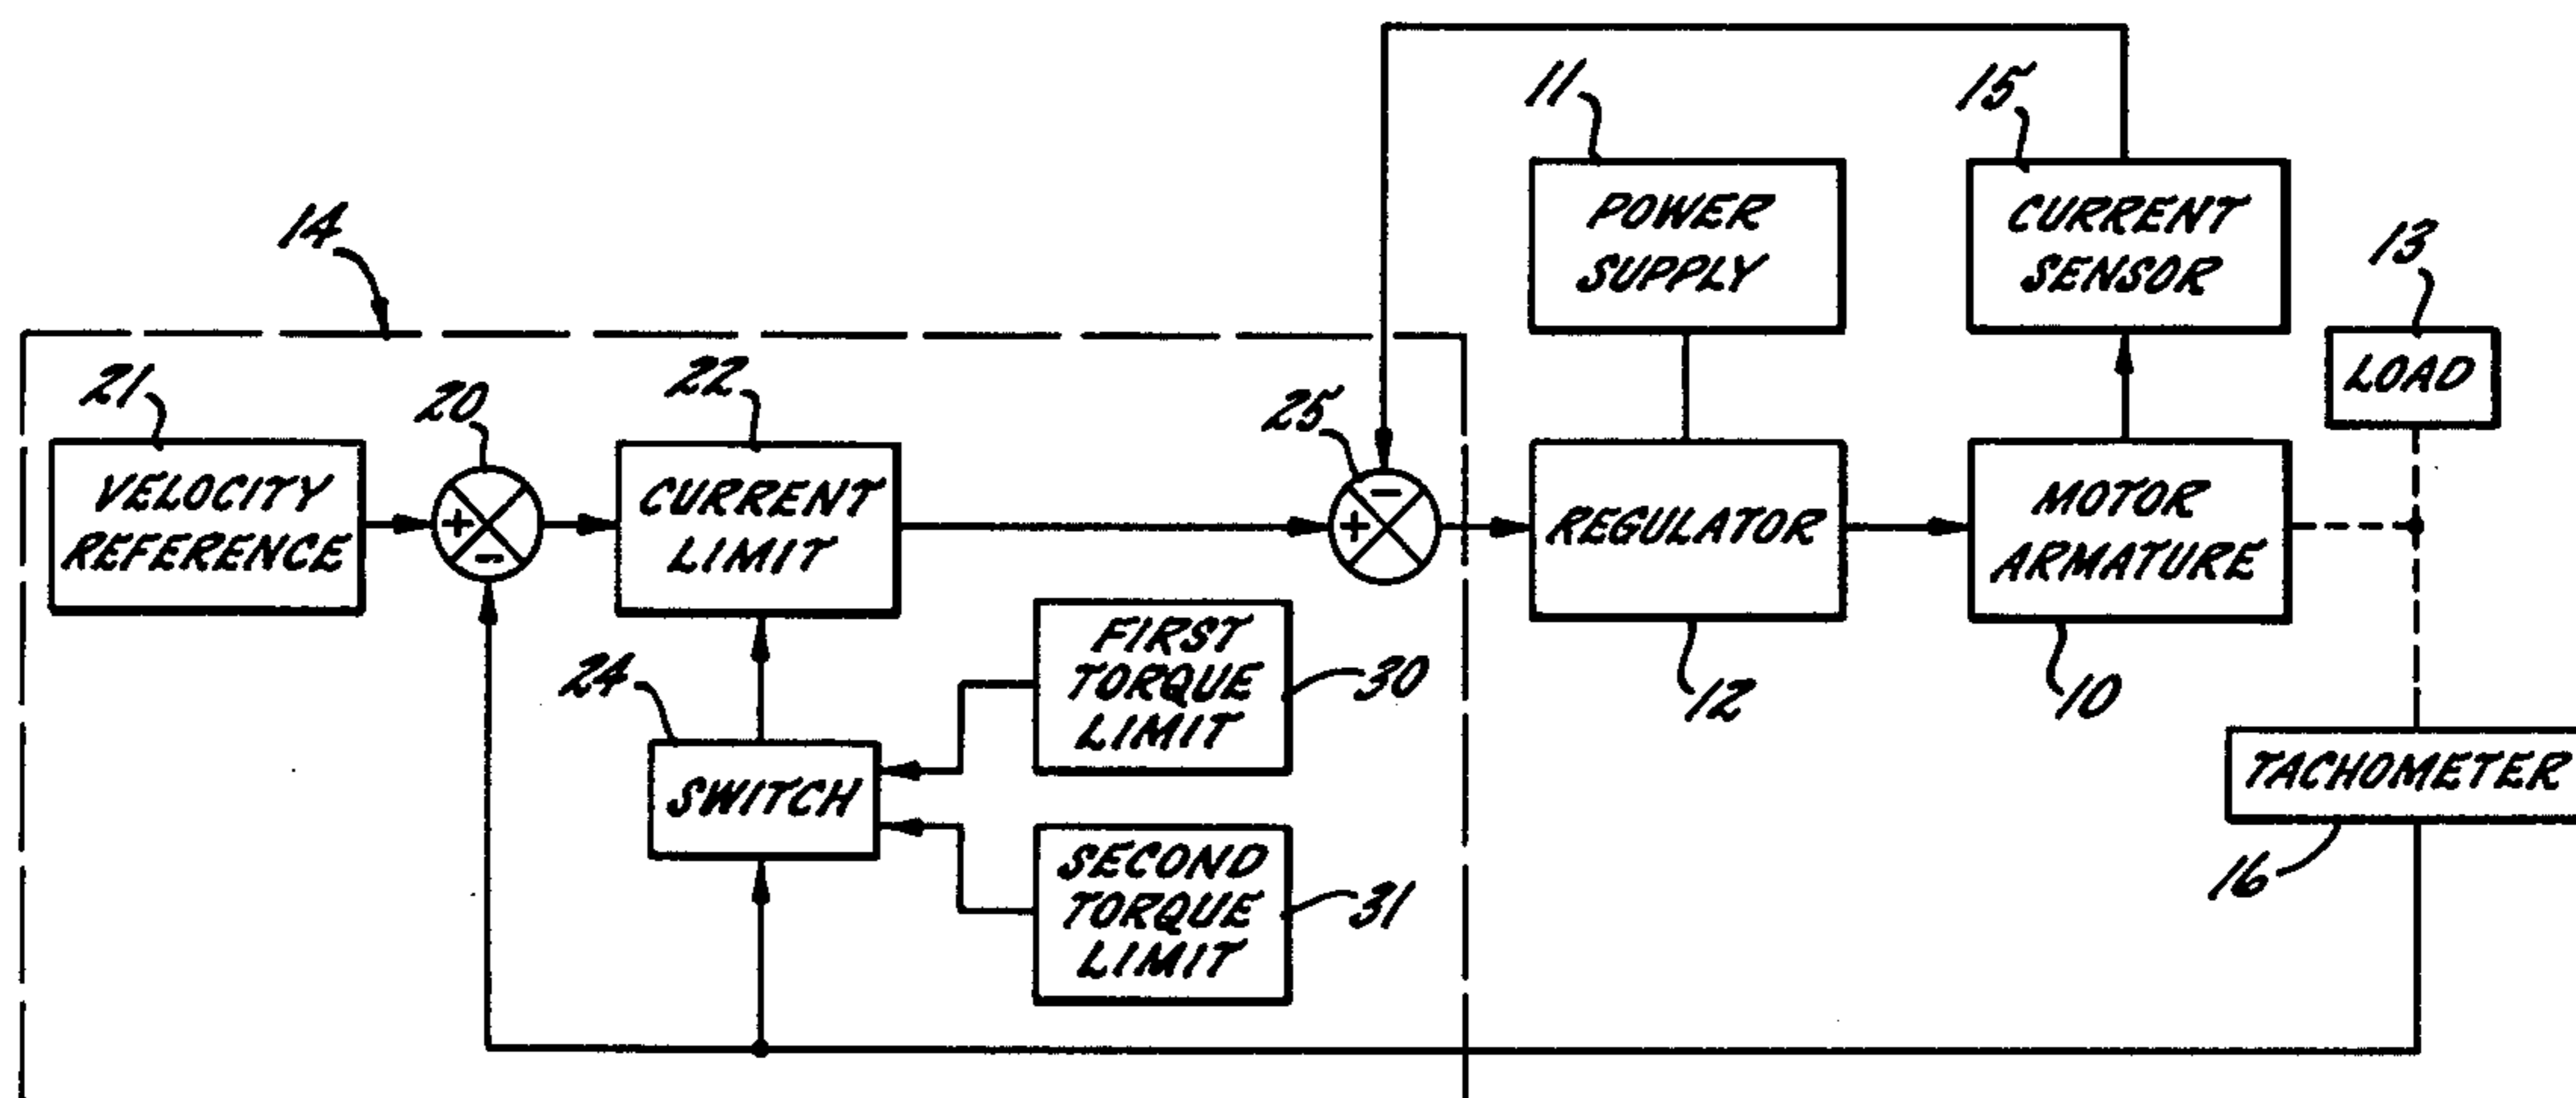 11
15
POWER
SUPPLY
CURRENT
SENSOR
13
14
LOAD
21
20
22
25
VELOCITY
REFERENCE
+
-
CURRENT
LIMIT
+
-
REGULATOR
MOTOR
ARMATURE
24
FIRST
TORQUE
LIMIT
30
12
10
SWITCH
TACHOMETER
SECOND
TORQUE
LIMIT
31
16